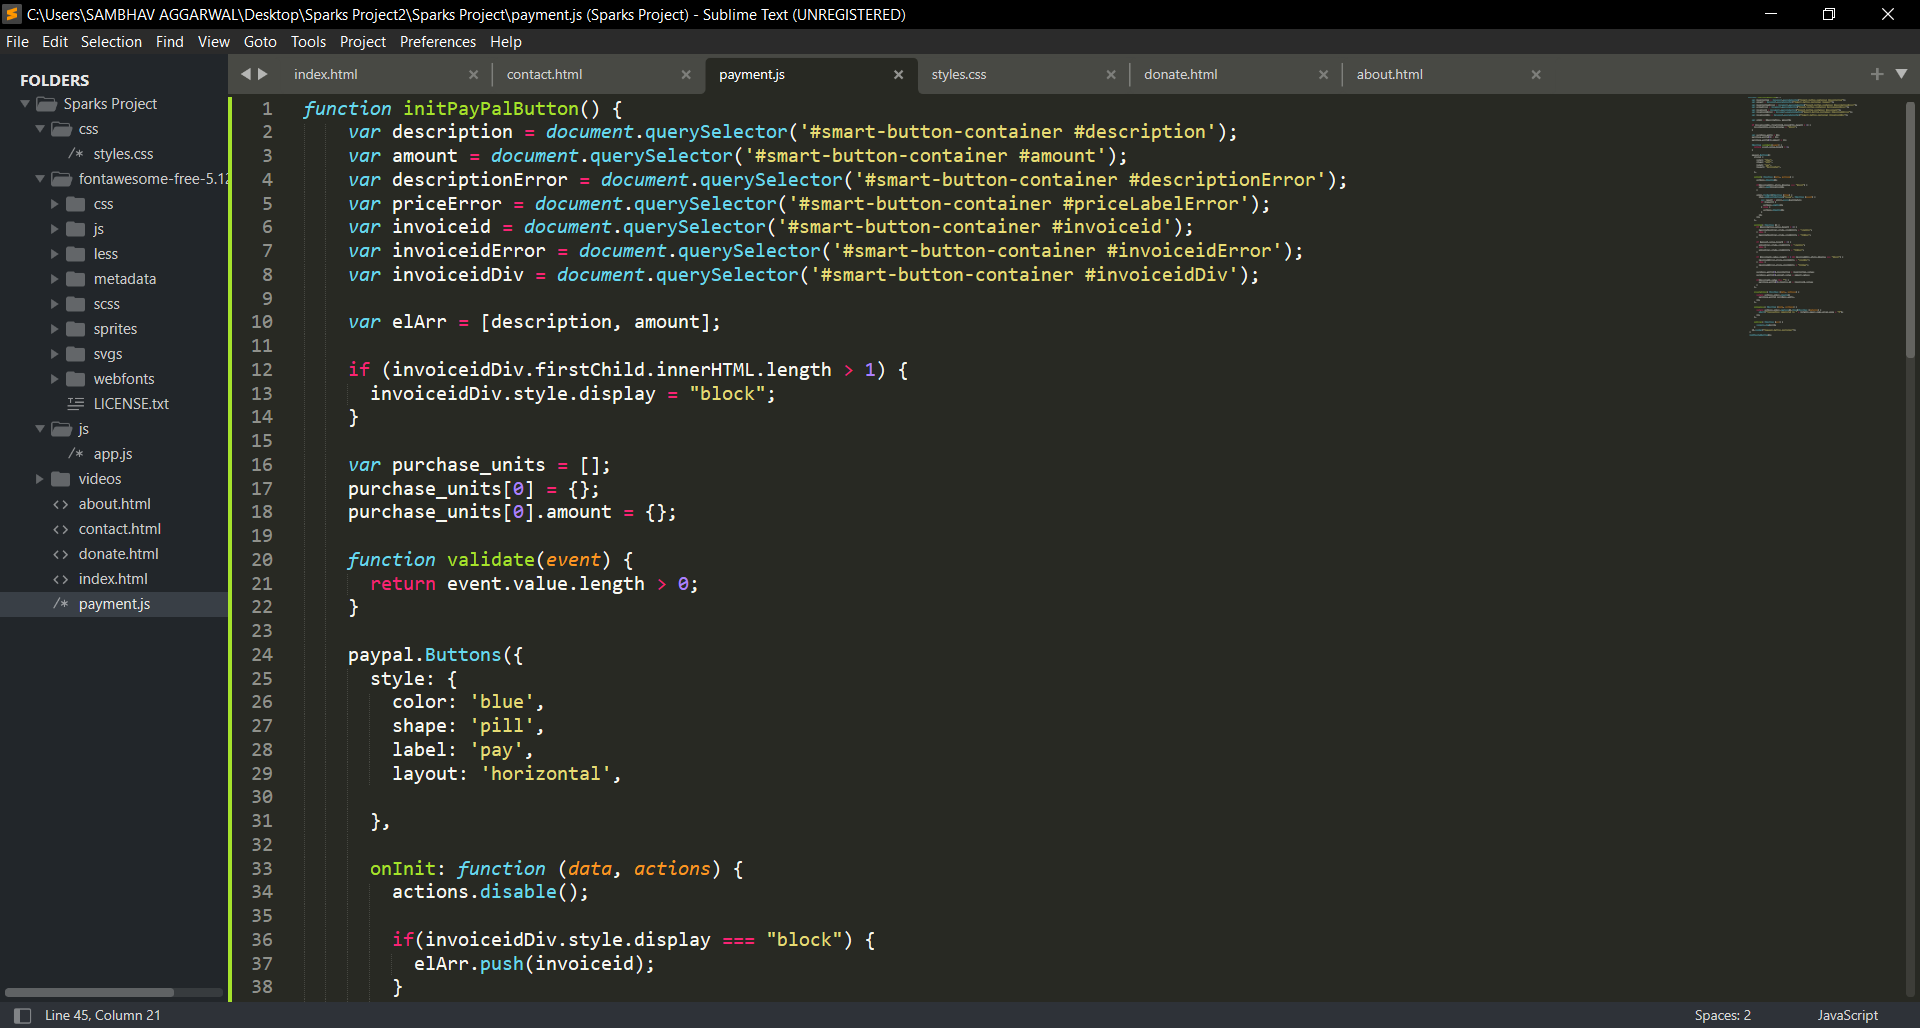 C:\Users\SAMBHAV AGGARWAL\Desktop\Sparks Project2\Sparks Project\payment.js (Sparks Project) - Sublime Text (UNREGISTERED)
File Edit Selection Find View Goto Tools Project Preferences Help
FOLDERS
Sparks Project
css
styles.css
fontawesome-free-5.12
css
js
less
metadata
scss
sprites
svgs
webfonts
LICENSE.txt
js
app.js
videos
about.html
contact.html
donate.html
index.html
payment.js
index.html contact.html payment.js styles.css donate.html about.html
1 function initPayPalButton() {
2 var description = document.querySelector('#smart-button-container #description');
3 var amount = document.querySelector('#smart-button-container #amount');
4 var descriptionError = document.querySelector('#smart-button-container #descriptionError');
5 var priceError = document.querySelector('#smart-button-container #priceLabelError');
6 var invoiceid = document.querySelector('#smart-button-container #invoiceid');
7 var invoiceidError = document.querySelector('#smart-button-container #invoiceidError');
8 var invoiceidDiv = document.querySelector('#smart-button-container #invoiceidDiv');
9
10 var elArr = [description, amount];
11
12 if (invoiceidDiv.firstChild.innerHTML.length > 1) {
13 invoiceidDiv.style.display = "block";
14 }
15
16 var purchase_units = [];
17 purchase_units[0] = {};
18 purchase_units[0].amount = {};
19
20 function validate(event) {
21 return event.value.length > 0;
22 }
23
24 paypal.Buttons({
25 style: {
26 color: 'blue',
27 shape: 'pill',
28 label: 'pay',
29 layout: 'horizontal',
30
31 },
32
33 onInit: function (data, actions) {
34 actions.disable();
35
36 if(invoiceidDiv.style.display === "block") {
37 elArr.push(invoiceid);
38 }
Line 45, Column 21
Spaces: 2
JavaScript